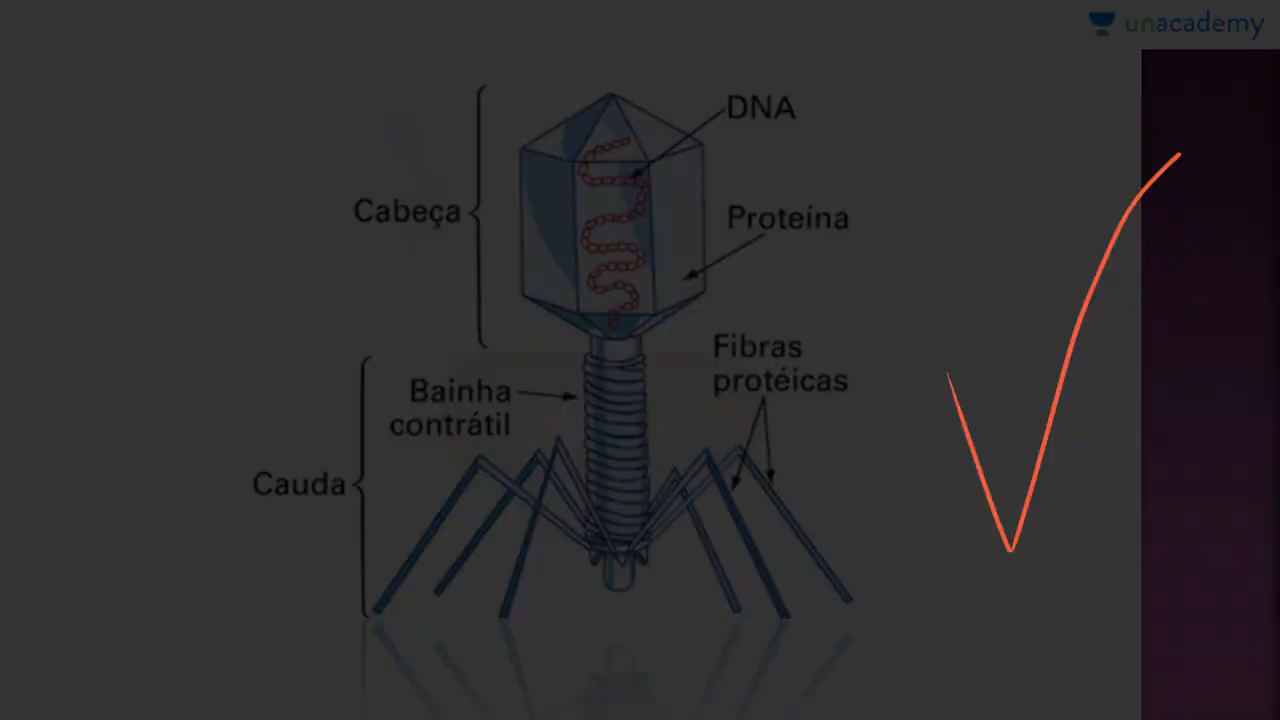 unacademy
DNA
Cabeça
Proteína
Fibras
protéicas
Bainha
contrátil
Cauda